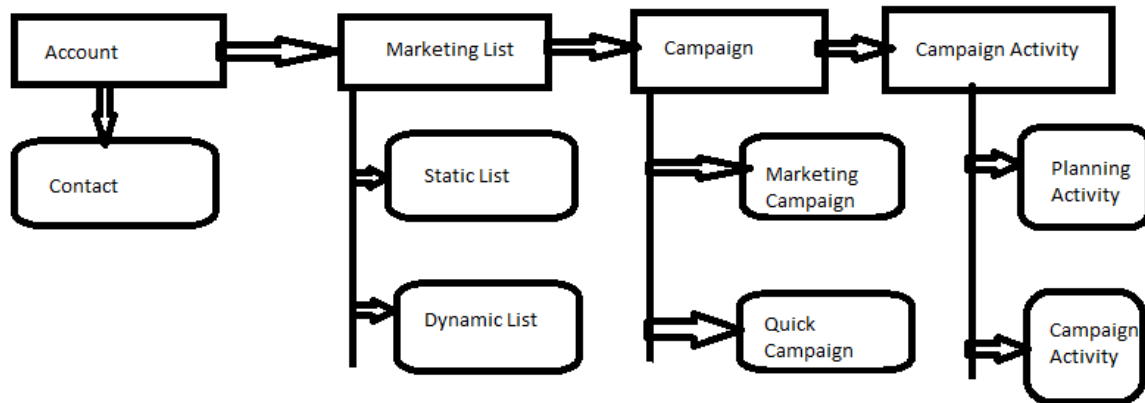 Account
Marketing List
Campaign
Campaign Activity
Contact
Static List
Marketing
Campaign
Planning
Activity
Dynamic List
Quick
Campaign
Campaign
Activity